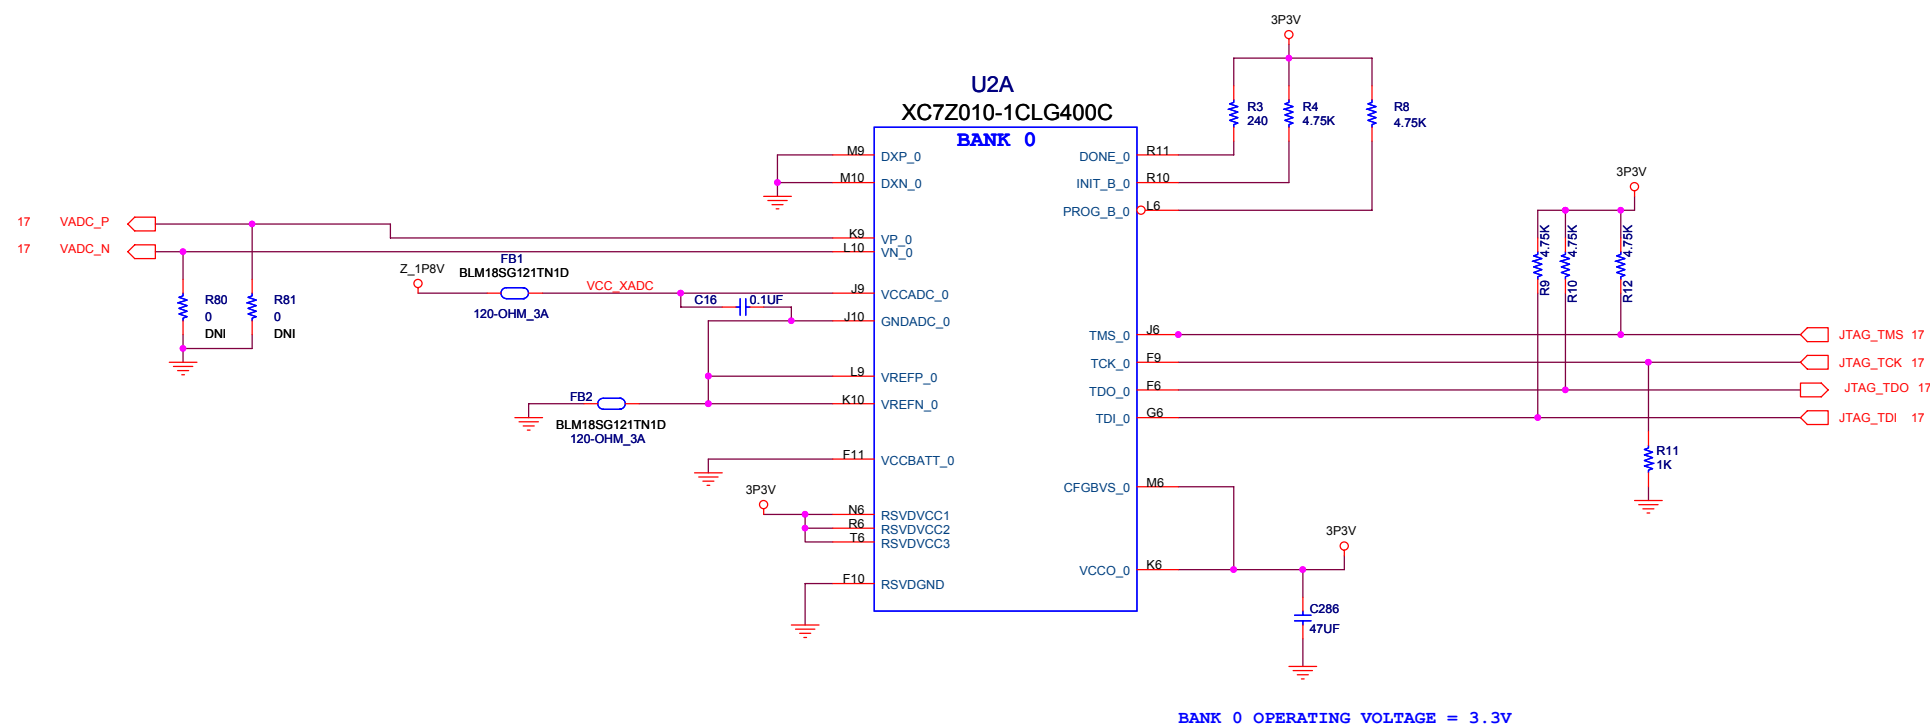 3P3V
U2A
XC7Z010-1CLG400C
BANK 0
R3
240
R4
4.75K
R8
4.75K
M9 DXP_0
M10 DXN_0
DONE_0 R11
INIT_B_0 R10
PROG_B_0 L6
3P3V
17 VADC_P
17 VADC_N
K9 VP_0
L10 VN_0
4.75K
4.75K
4.75K
R9
R10
R12
Z_1P8V
FB1
BLM18SG121TN1D
120-OHM_3A
VCC_XADC
C16 0.1UF
J9 VCCADC_0
J10 GNDADC_0
R80
0
DNI
R81
0
DNI
TMS_0 J6
JTAG_TMS 17
TCK_0 F9
JTAG_TCK 17
TDO_0 F6
JTAG_TDO 17
TDI_0 G6
JTAG_TDI 17
L9 VREFP_0
K10 VREFN_0
FB2
BLM18SG121TN1D
120-OHM_3A
R11
1K
F11 VCCBATT_0
CFGBVS_0 M6
3P3V
N6 RSVDVCC1
R6 RSVDVCC2
T6 RSVDVCC3
3P3V
VCCO_0 K6
F10 RSVDGND
C286
47UF
BANK 0 OPERATING VOLTAGE = 3.3V